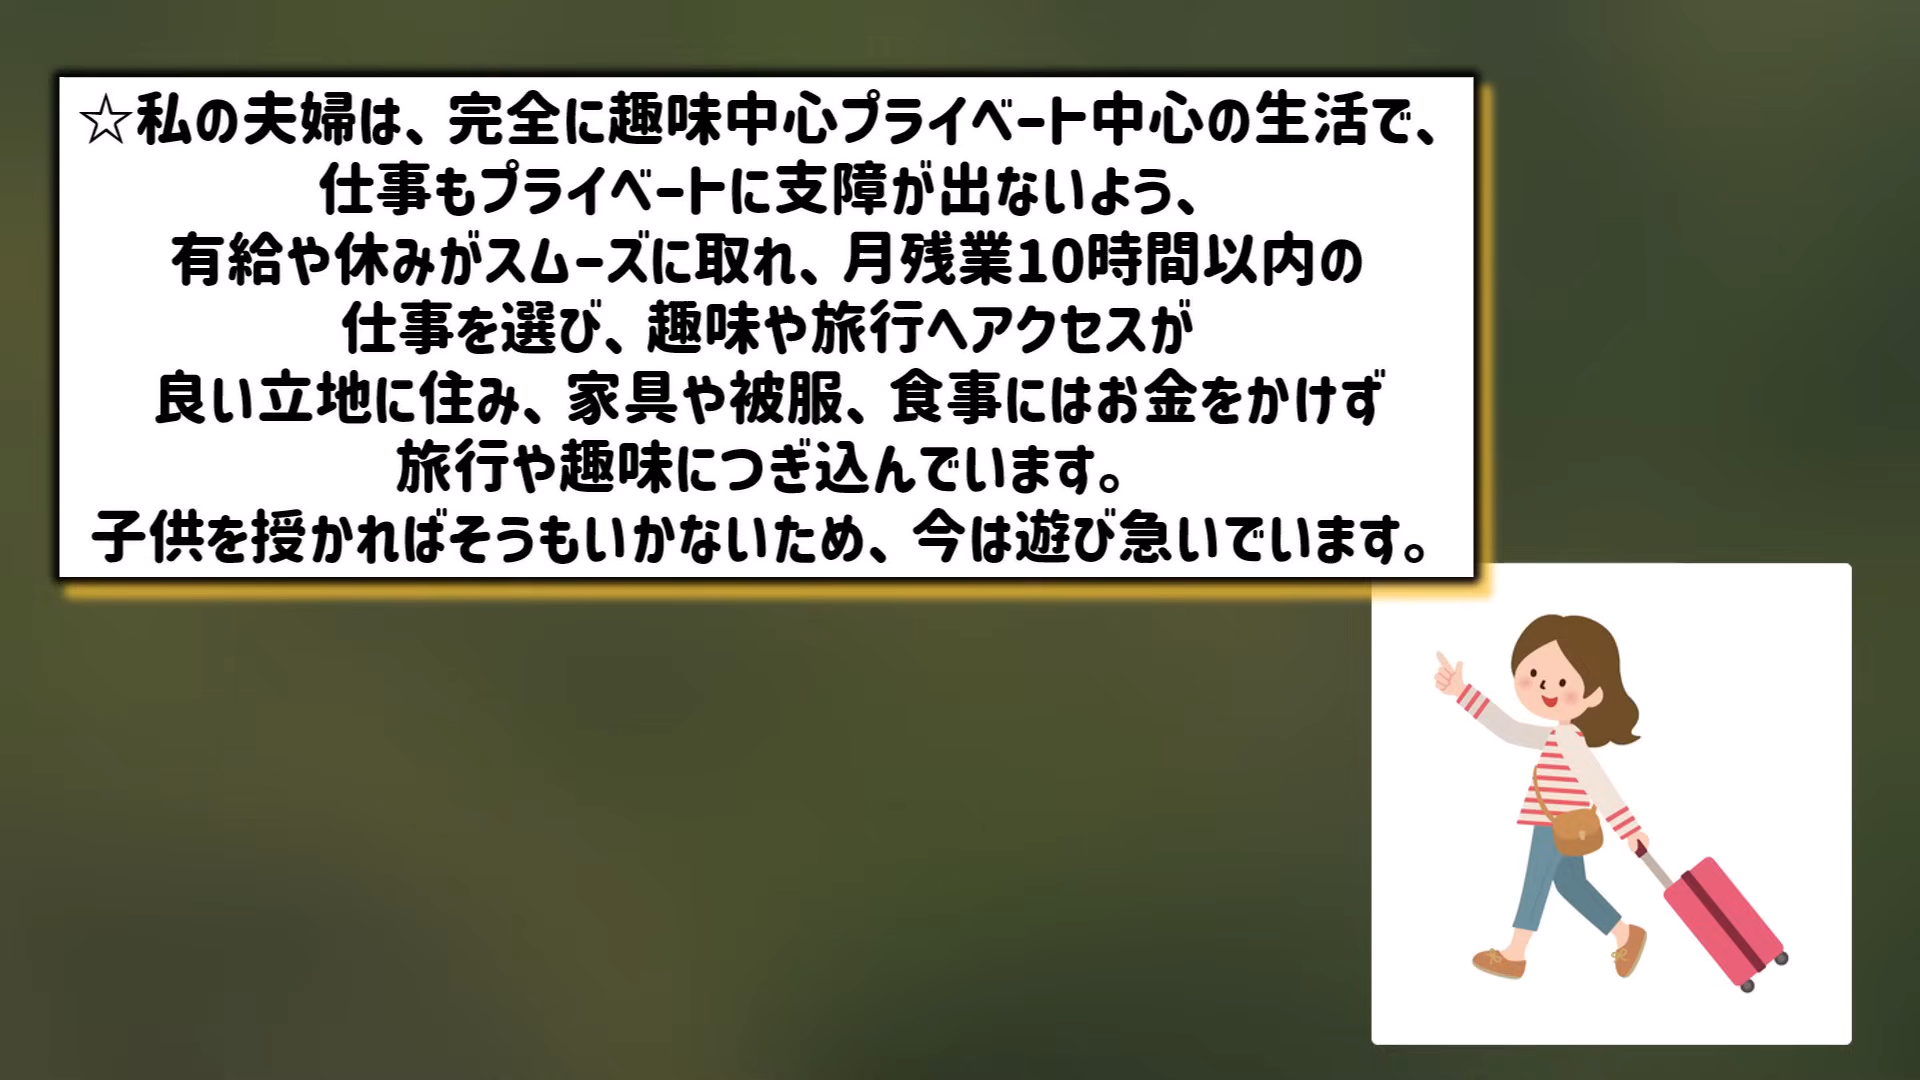 ☆私の夫婦は、完全に趣味中心プライベート中心の生活で、
仕事もプライベートに支障が出ないよう、
有給や休みがスムーズに取れ、月残業10時間以内の
仕事を選び、趣味や旅行へアクセスが
良い立地に住み、家具や被服、食事にはお金をかけず
旅行や趣味につぎ込んでいます。
子供を授かればそうもいかないため、今は遊び急いでいます。